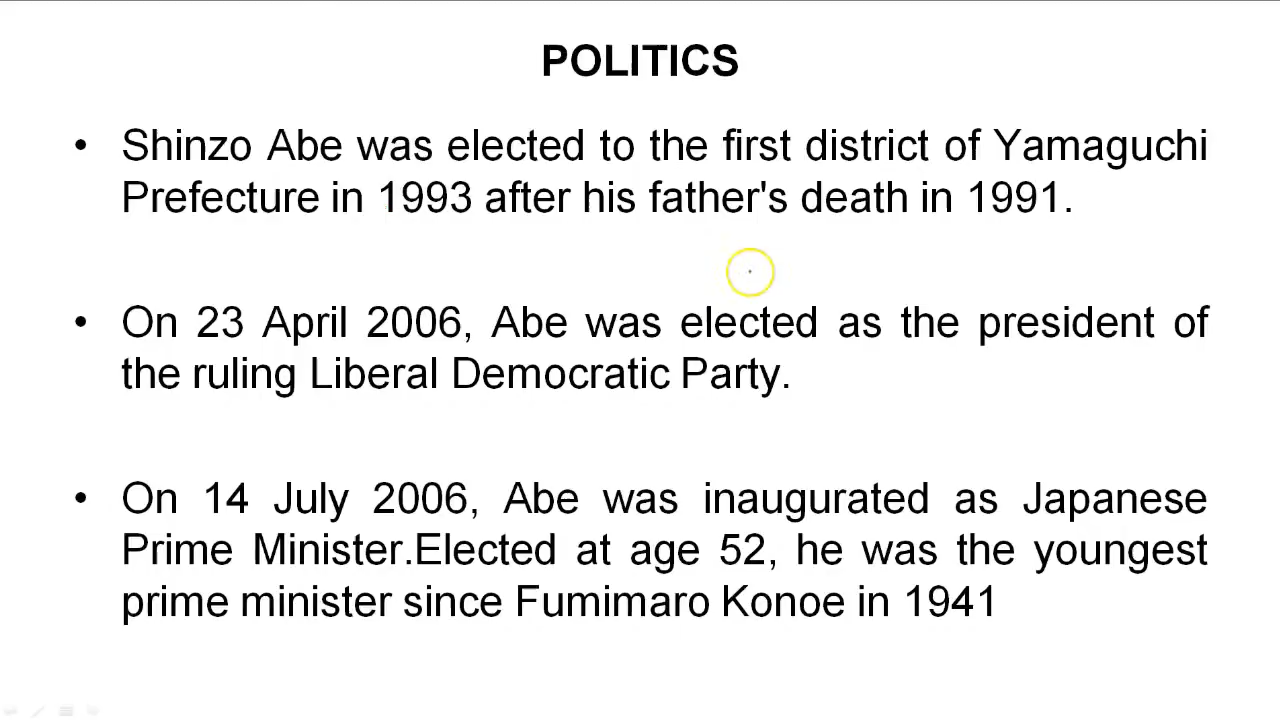 POLITICS
• Shinzo Abe was elected to the first district of Yamaguchi
Prefecture in 1993 after his father's death in 1991.
• On 23 April 2006, Abe was elected as the president of
the ruling Liberal Democratic Party.
• On 14 July 2006, Abe was inaugurated as Japanese
Prime Minister.Elected at age 52, he was the youngest
prime minister since Fumimaro Konoe in 1941